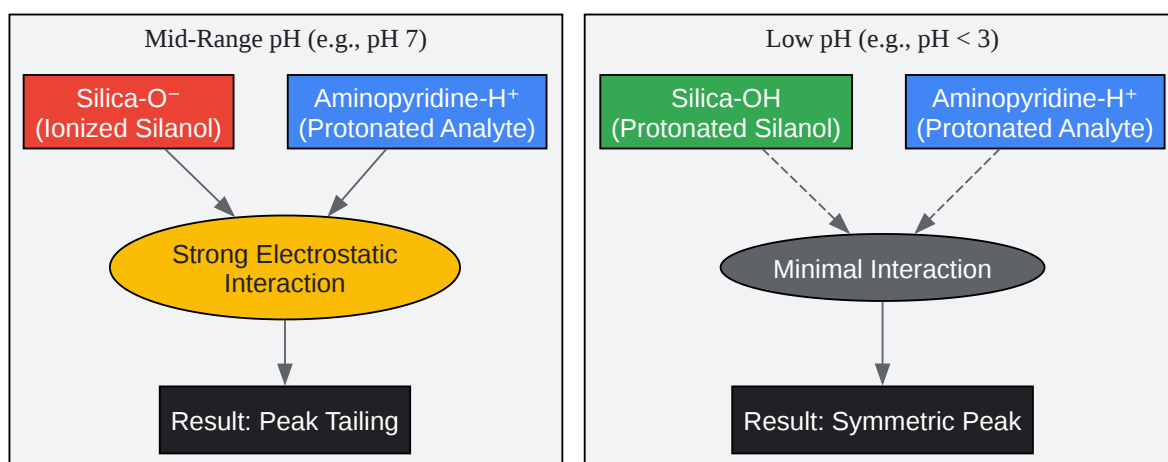 Mid-Range pH (e.g., pH 7)
Silica-O⁻
(Ionized Silanol)
Aminopyridine-H⁺
(Protonated Analyte)
Strong Electrostatic
Interaction
Result: Peak Tailing
Low pH (e.g., pH < 3)
Silica-OH
(Protonated Silanol)
Aminopyridine-H⁺
(Protonated Analyte)
Minimal Interaction
Result: Symmetric Peak